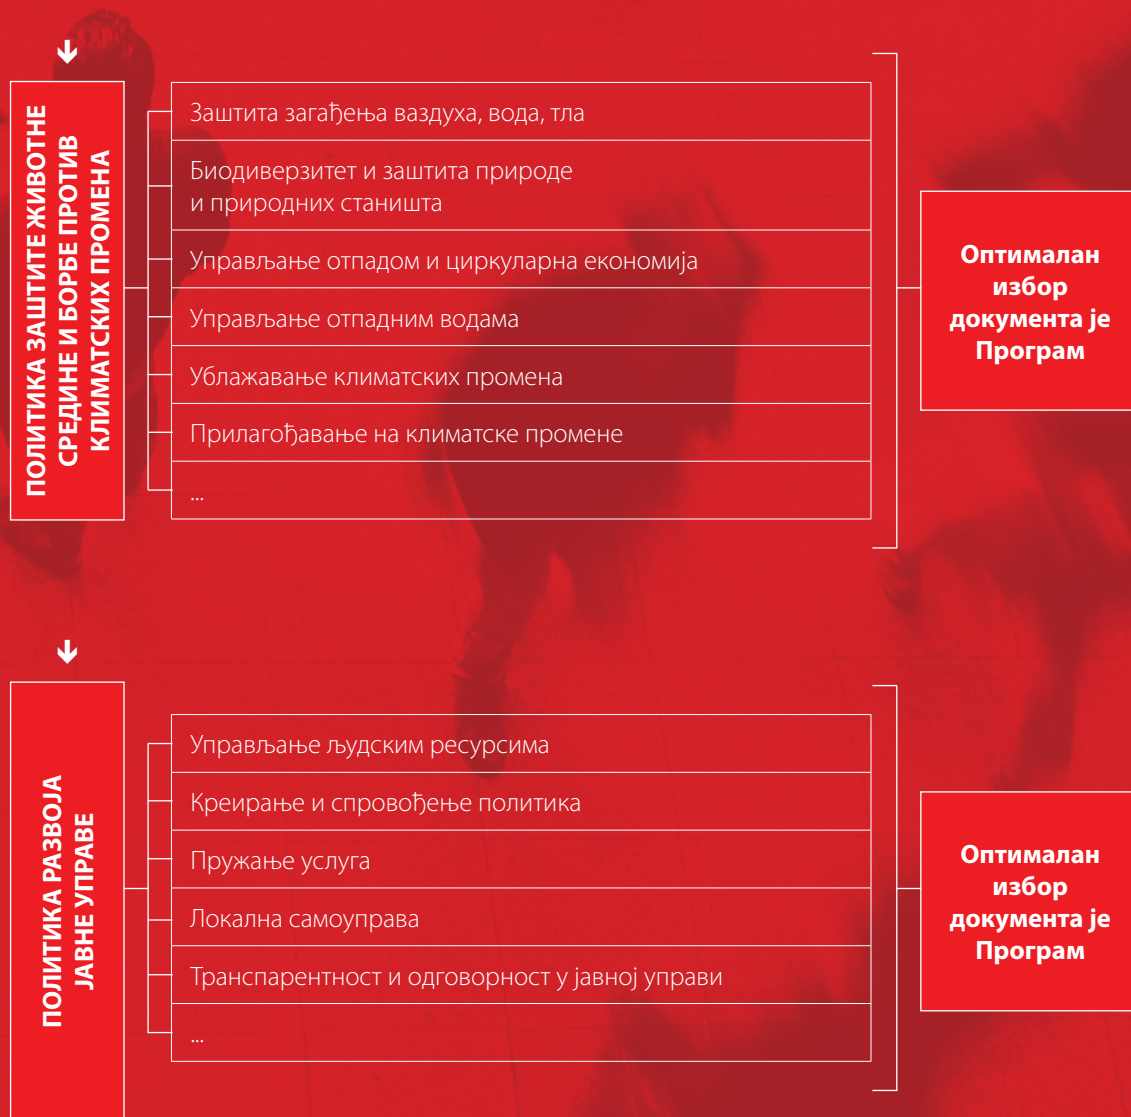 ПОЛИТИКА ЗАШТИТЕ ЖИВОТНЕ
СРЕДИНЕ И БОРБЕ ПРОТИВ
КЛИМАТСКИХ ПРОМЕНА
Заштита загађења ваздуха, вода, тла
Биодиверзитет и заштита природе
и природних станишта
Управљање отпадом и циркуларна економија
Управљање отпадним водама
Ублажавање климатских промена
Прилагођавање на климатске промене
...
Оптималан
избор
документа је
Програм
ПОЛИТИКА РАЗВОЈА
ЈАВНЕ УПРАВЕ
Управљање људским ресурсима
Креирање и спровођење политика
Пружање услуга
Локална самоуправа
Транспарентност и одговорност у јавној управи
...
Оптималан
избор
документа је
Програм